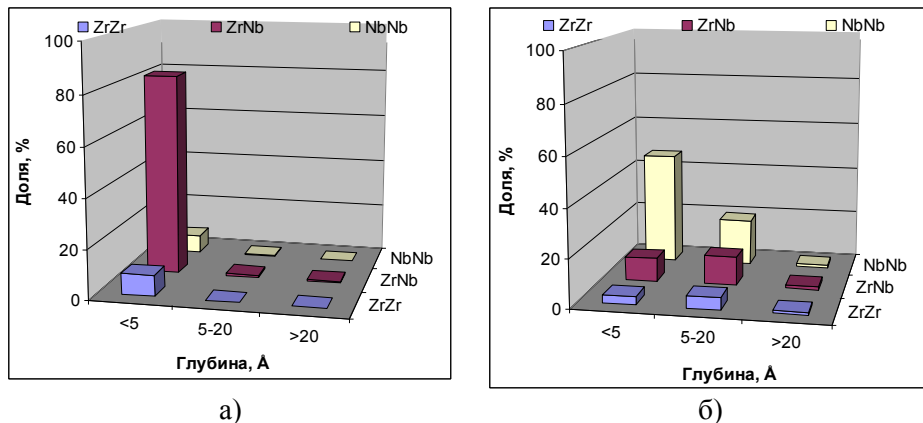 ZrZr ZrNb NbNb
100
80
60
40
20
0
Доля, %
<5 5-20 >20
NbNb
ZrNb
ZrZr
Глубина, Å
а)
ZrZr ZrNb NbNb
100
80
60
40
20
0
Доля, %
<5 5-20 >20
NbNb
ZrNb
ZrZr
Глубина, Å
б)